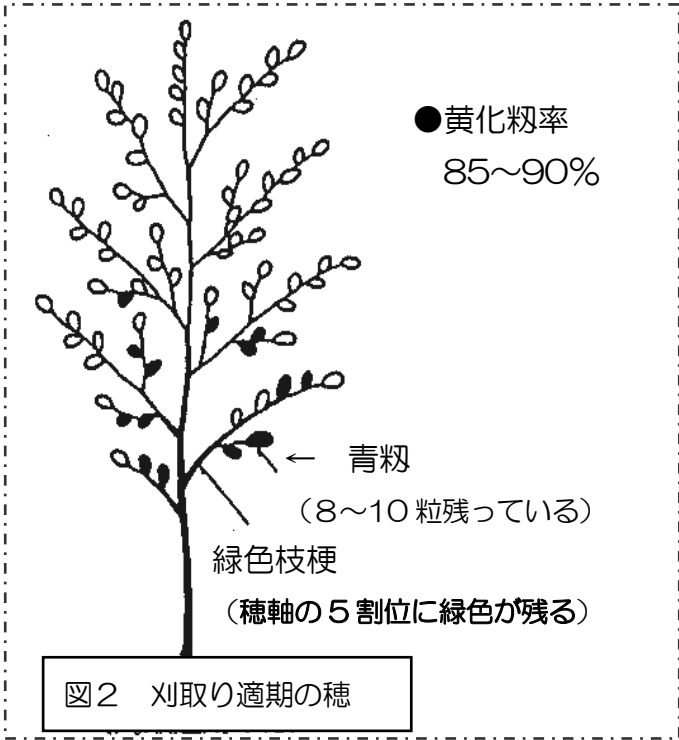 ●黄化籾率
85～90％
← 青籾
（8～10粒残っている）
緑色枝梗
（穂軸の5割位に緑色が残る）
図2 刈取り適期の穂